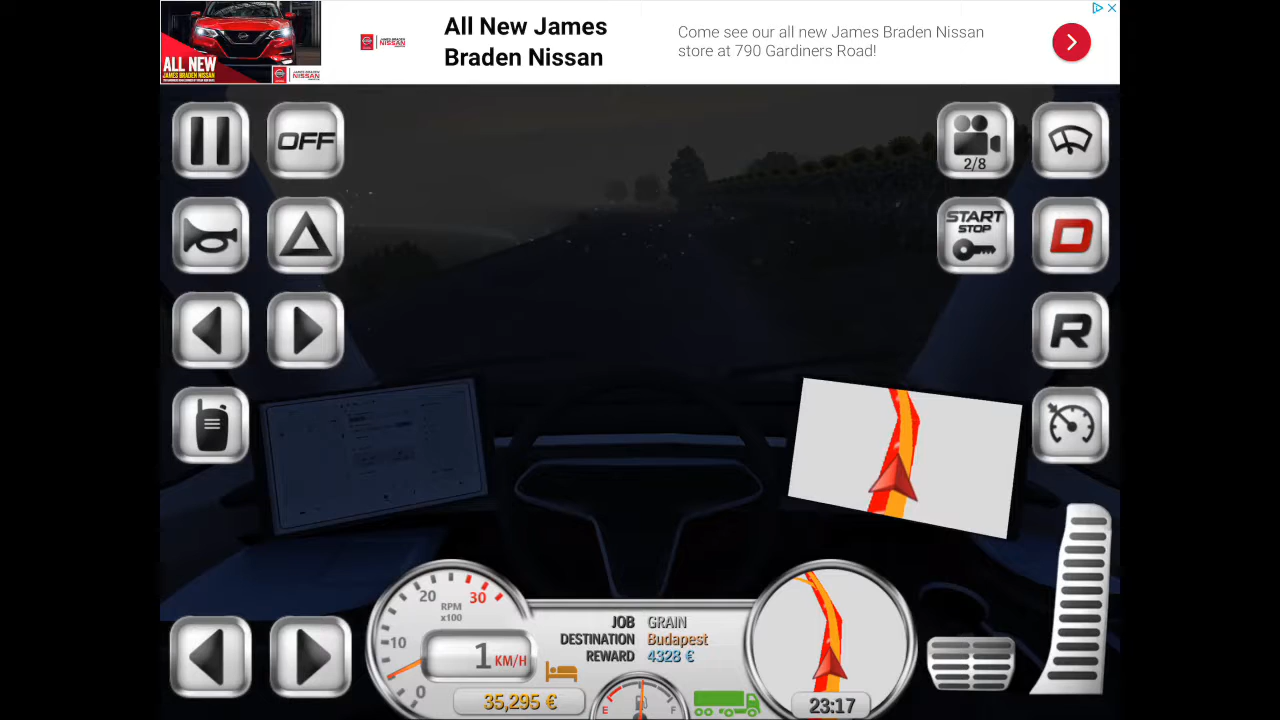 ALL NEW
JAMES BRADEN NISSAN
NISSAN
All New James
Braden Nissan
Come see our all new James Braden Nissan
store at 790 Gardiners Road!
OFF
2/8
START
STOP
D
R
10
20
30
RPM
x100
0
1 KM/H
35,295 €
JOB GRAIN
DESTINATION Budapest
REWARD 4328 €
E F
23:17